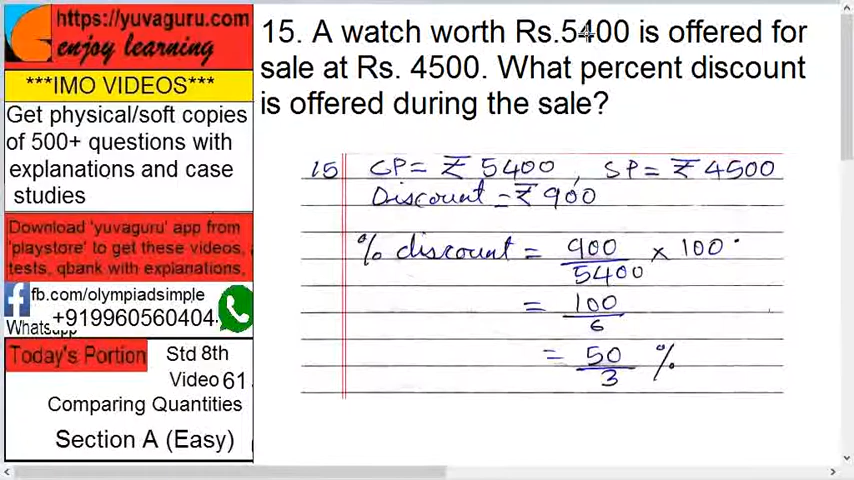 https://yuvaguru.com
enjoy learning
***IMO VIDEOS***
Get physical/soft copies
of 500+ questions with
explanations and case
studies
Download 'yuvaguru' app from
'playstore' to get these videos,
tests, qbank with explanations,
fb.com/olympiadsimple
Whatsapp +919960560404.
Today's Portion Std 8th
Video 61.
Comparing Quantities
Section A (Easy)
15. A watch worth Rs.5400 is offered for
sale at Rs. 4500. What percent discount
is offered during the sale?
15 CP = ₹ 5400, SP = ₹ 4500
Discount = ₹ 900
% discount = 900/5400 × 100
= 100/6
= 50/3 %